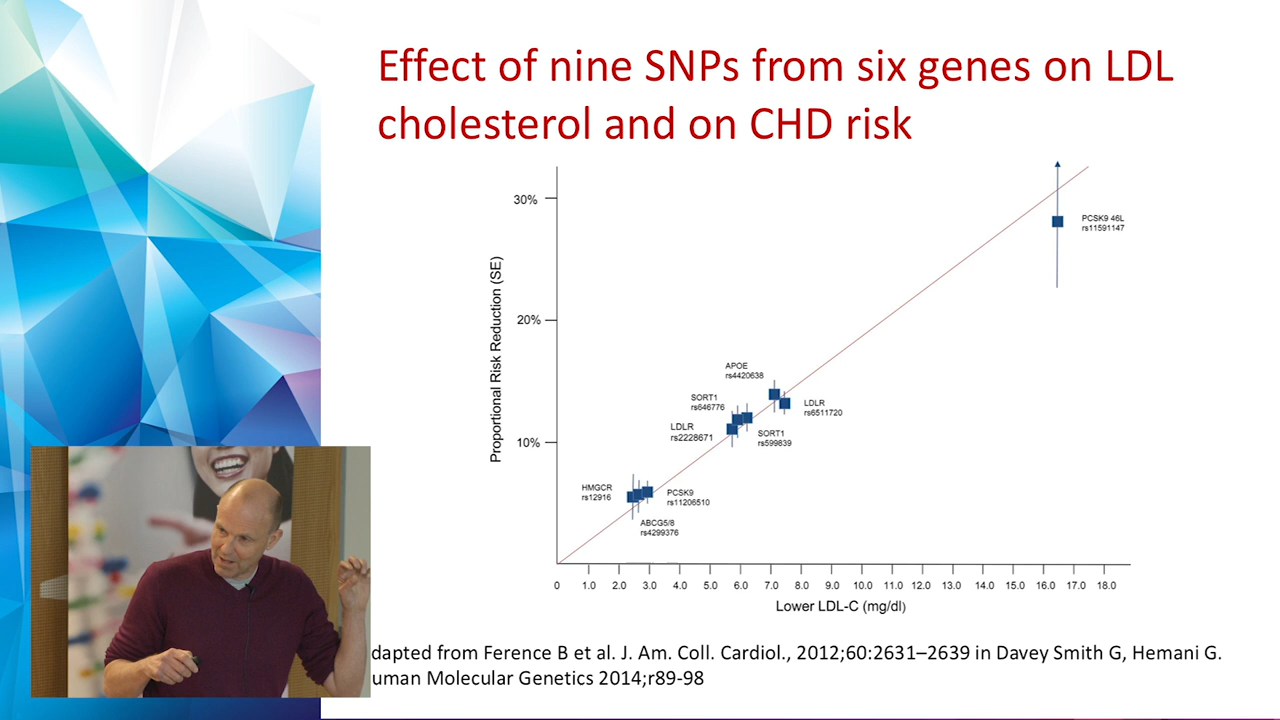 Effect of nine SNPs from six genes on LDL
cholesterol and on CHD risk
Proportional Risk Reduction (SE)
30%
20%
10%
PCSK9 46L
rs11591147
APOE
rs4420638
SORT1
rs646776
LDLR
rs6511720
LDLR
rs2228671
SORT1
rs599839
HMGCR
rs12916
PCSK9
rs11206510
ABCG5/8
rs4299376
0 1.0 2.0 3.0 4.0 5.0 6.0 7.0 8.0 9.0 10.0 11.0 12.0 13.0 14.0 15.0 16.0 17.0 18.0
Lower LDL-C (mg/dl)
dapted from Ference B et al. J. Am. Coll. Cardiol., 2012;60:2631–2639 in Davey Smith G, Hemani G.
uman Molecular Genetics 2014;r89-98